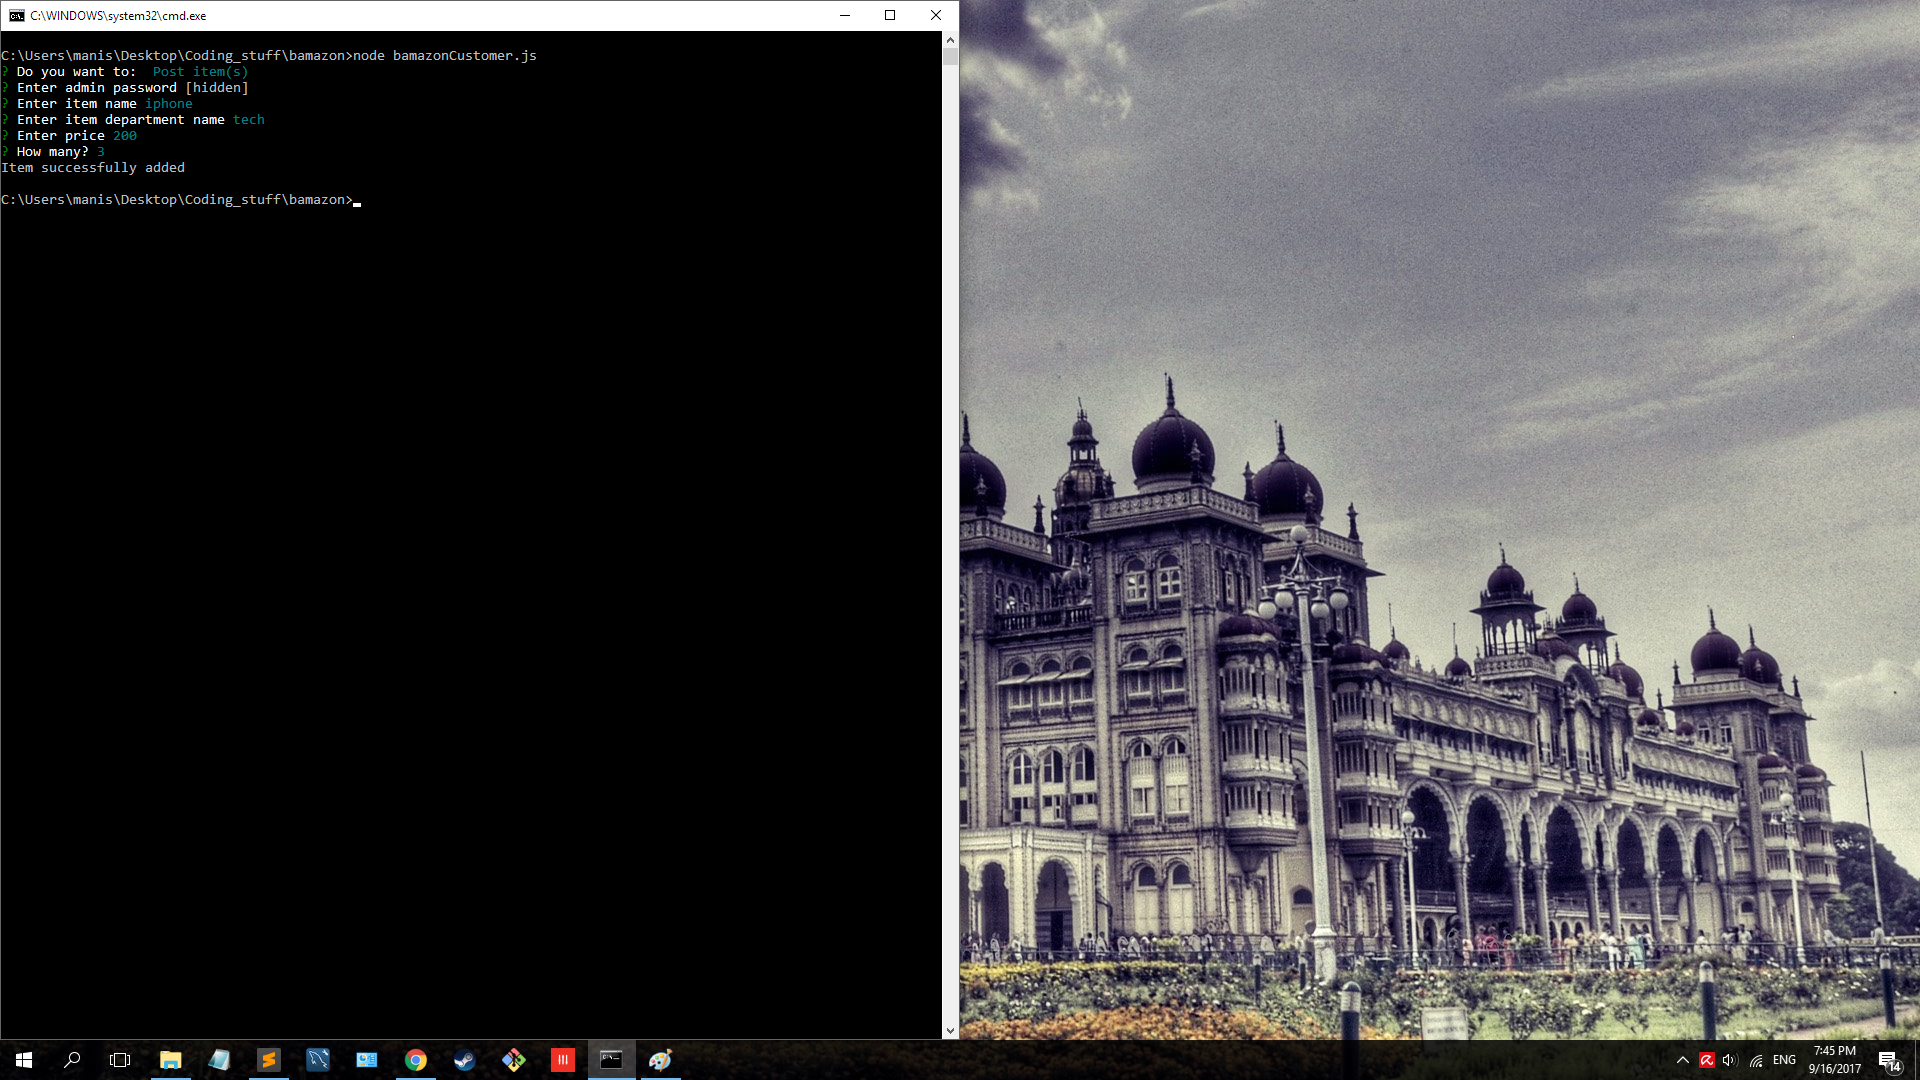 C:\WINDOWS\system32\cmd.exe
C:\Users\manis\Desktop\Coding_stuff\bamazon>node bamazonCustomer.js
? Do you want to:  Post item(s)
? Enter admin password [hidden]
? Enter item name iphone
? Enter item department name tech
? Enter price 200
? How many? 3
Item successfully added
C:\Users\manis\Desktop\Coding_stuff\bamazon>
ENG
7:45 PM
9/16/2017
14